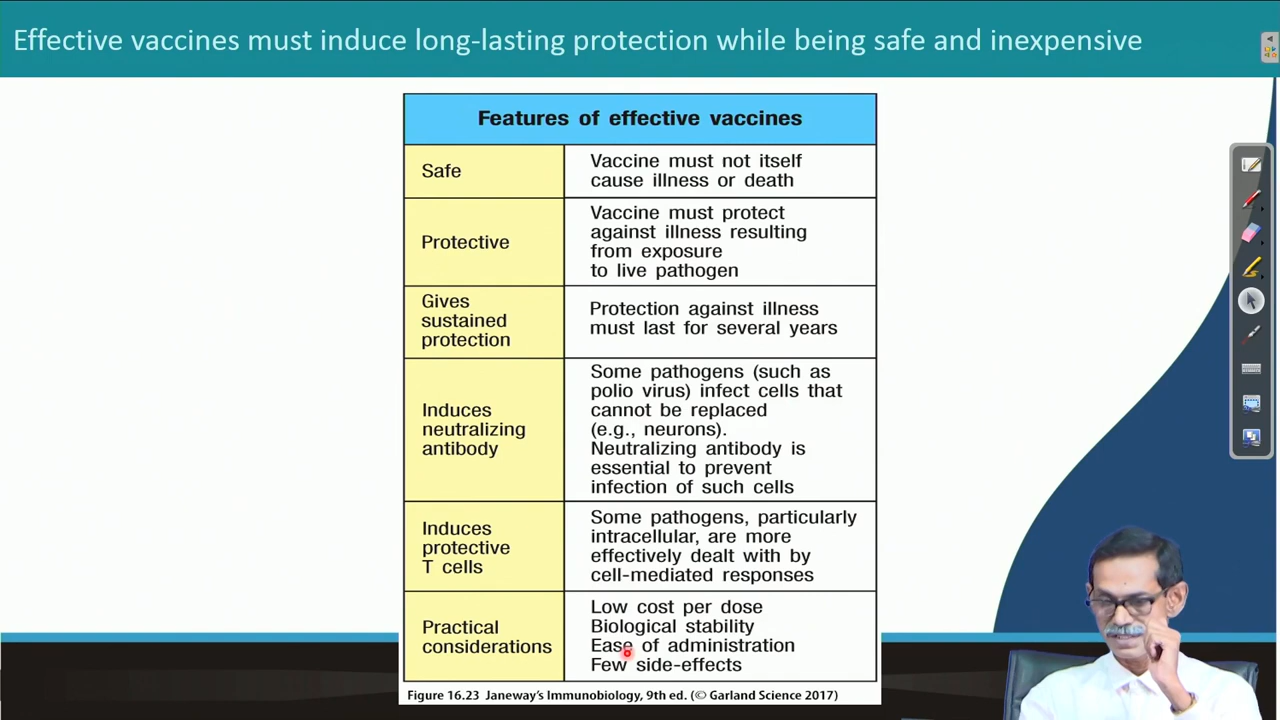 Effective vaccines must induce long-lasting protection while being safe and inexpensive
Features of effective vaccines
Safe
Vaccine must not itself
cause illness or death
Protective
Vaccine must protect
against illness resulting
from exposure
to live pathogen
Gives
sustained
protection
Protection against illness
must last for several years
Induces
neutralizing
antibody
Some pathogens (such as
polio virus) infect cells that
cannot be replaced
(e.g., neurons).
Neutralizing antibody is
essential to prevent
infection of such cells
Induces
protective
T cells
Some pathogens, particularly
intracellular, are more
effectively dealt with by
cell-mediated responses
Practical
considerations
Low cost per dose
Biological stability
Ease of administration
Few side-effects
Figure 16.23 Janeway's Immunobiology, 9th ed. (© Garland Science 2017)